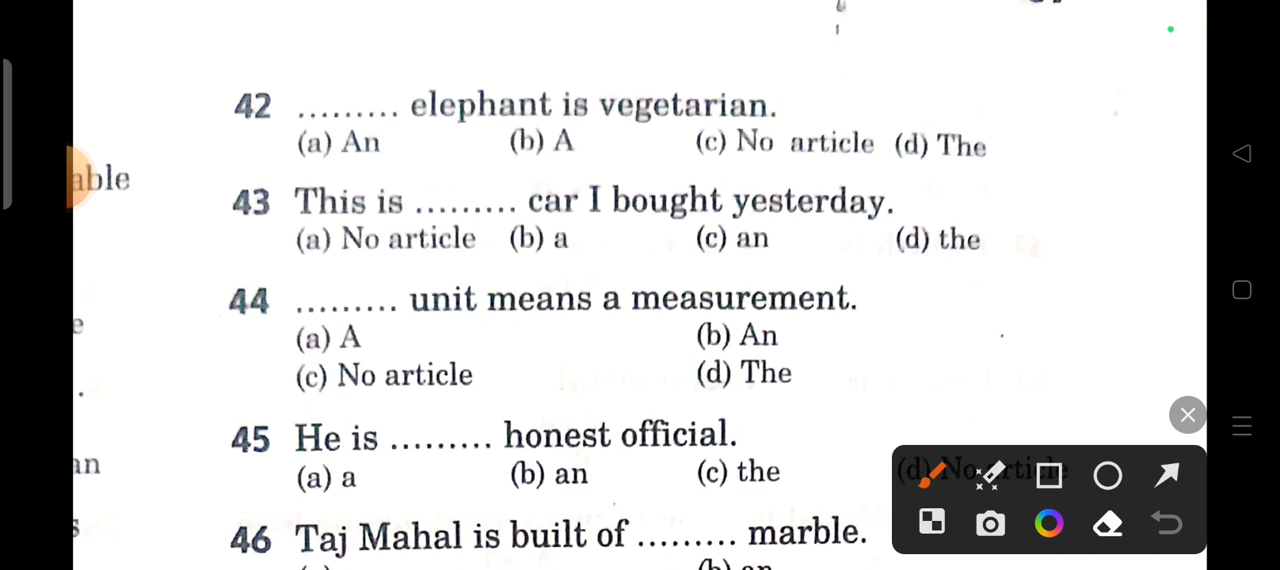 42 ......... elephant is vegetarian.
(a) An (b) A (c) No article (d) The
able
43 This is ......... car I bought yesterday.
(a) No article (b) a (c) an (d) the
44 ......... unit means a measurement.
e
(a) A (b) An
(c) No article (d) The
.
45 He is ......... honest official.
an
(a) a (b) an (c) the (d) No article
s
46 Taj Mahal is built of ......... marble.